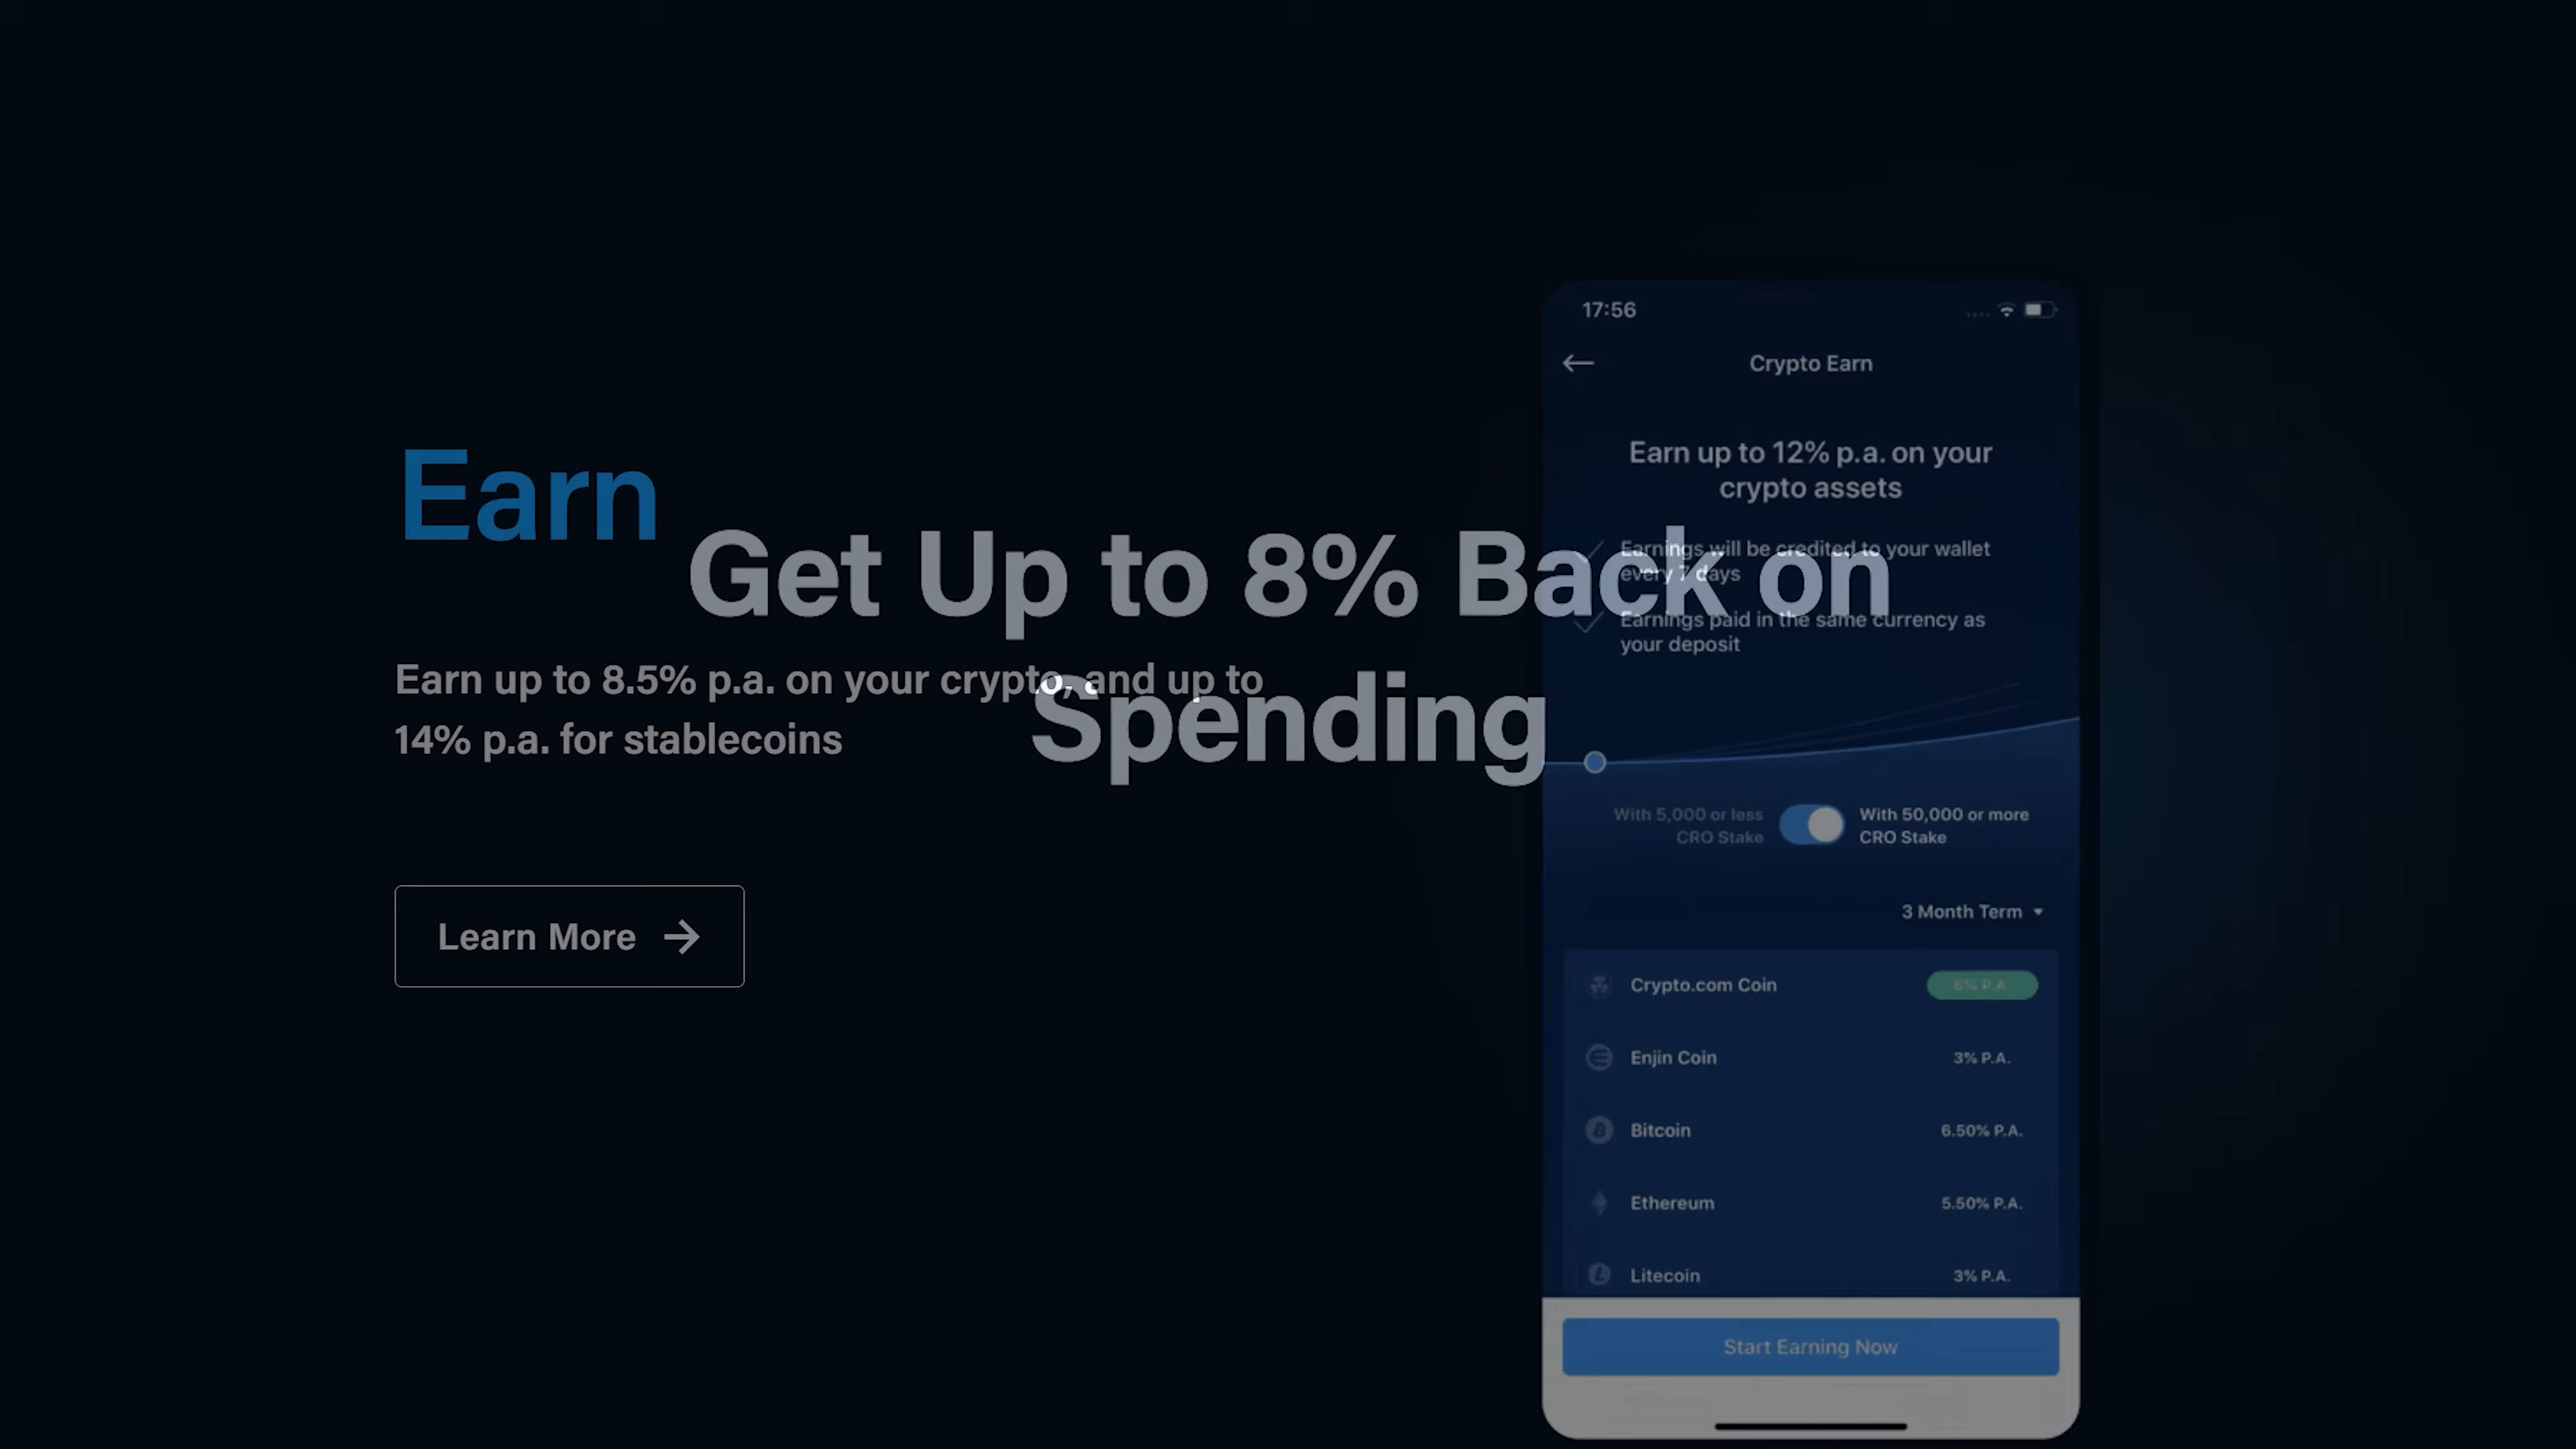 Earn
Get Up to 8% Back on
Spending
Earn up to 8.5% p.a. on your crypto, and up to
14% p.a. for stablecoins
Learn More
17:56
Crypto Earn
Earn up to 12% p.a. on your
crypto assets
Earnings will be credited to your wallet
every 7 days
Earnings paid in the same currency as
your deposit
With 5,000 or less
CRO Stake
With 50,000 or more
CRO Stake
3 Month Term
Crypto.com Coin
6% P.A.
Enjin Coin
3% P.A.
Bitcoin
6.50% P.A.
Ethereum
5.50% P.A.
Litecoin
3% P.A.
Start Earning Now